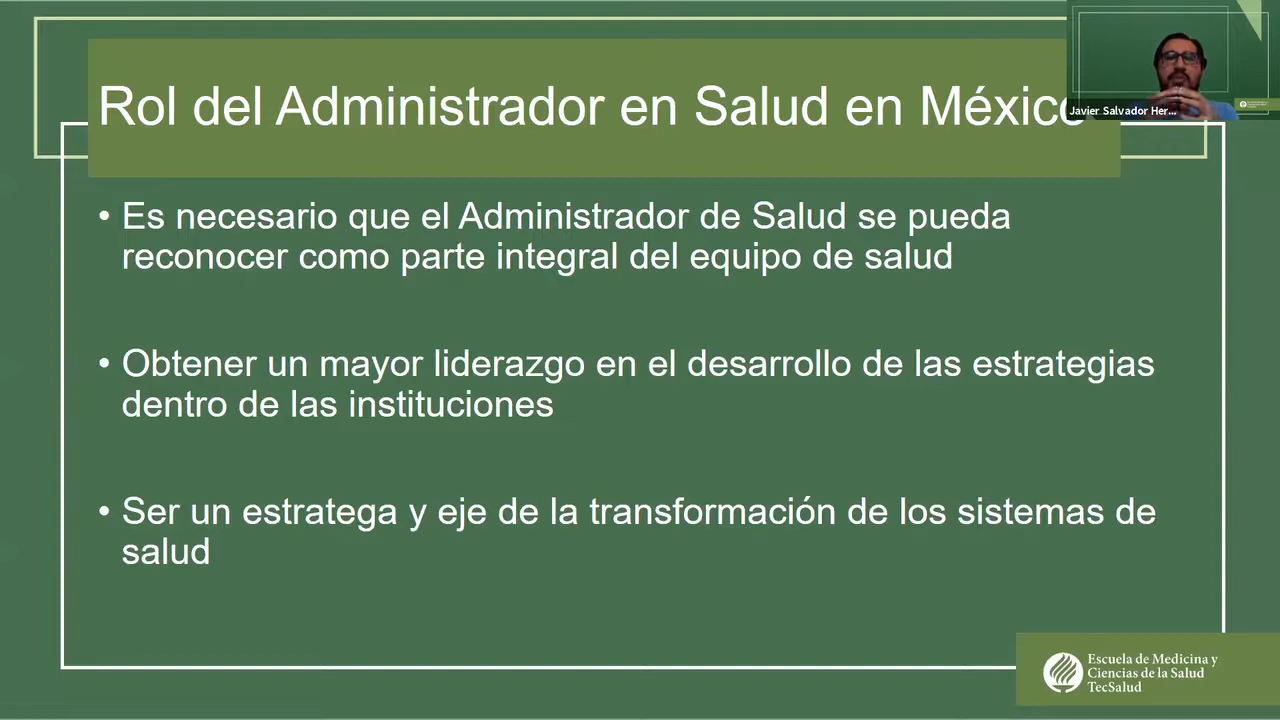 Rol del Administrador en Salud en México
Javier Salvador Her...
• Es necesario que el Administrador de Salud se pueda
reconocer como parte integral del equipo de salud
• Obtener un mayor liderazgo en el desarrollo de las estrategias
dentro de las instituciones
• Ser un estratega y eje de la transformación de los sistemas de
salud
Escuela de Medicina y
Ciencias de la Salud
TecSalud